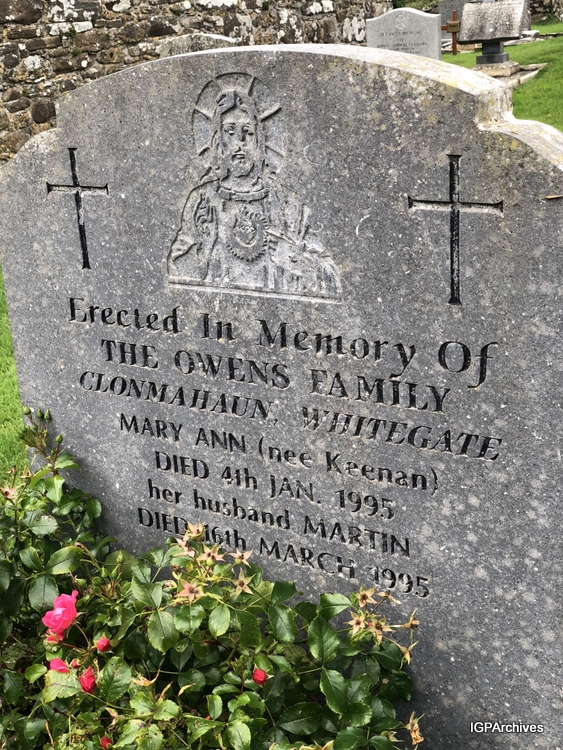 Erected In Memory Of
THE OWENS FAMILY
CLONMAHAUN, WHITEGATE
MARY ANN (nee Keenan)
DIED 4th JAN. 1995
her husband MARTIN
DIED 16th MARCH 1995
IGPArchives